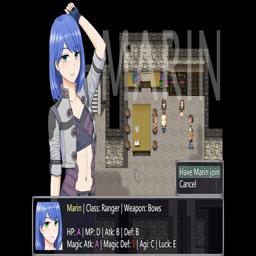 MARIN
Have Marin join
Cancel
Marin | Class: Ranger | Weapon: Bows
HP: A | MP: D | Atk: B | Def: B
Magic Atk: A | Magic Def: S | Agi: C | Luck: E